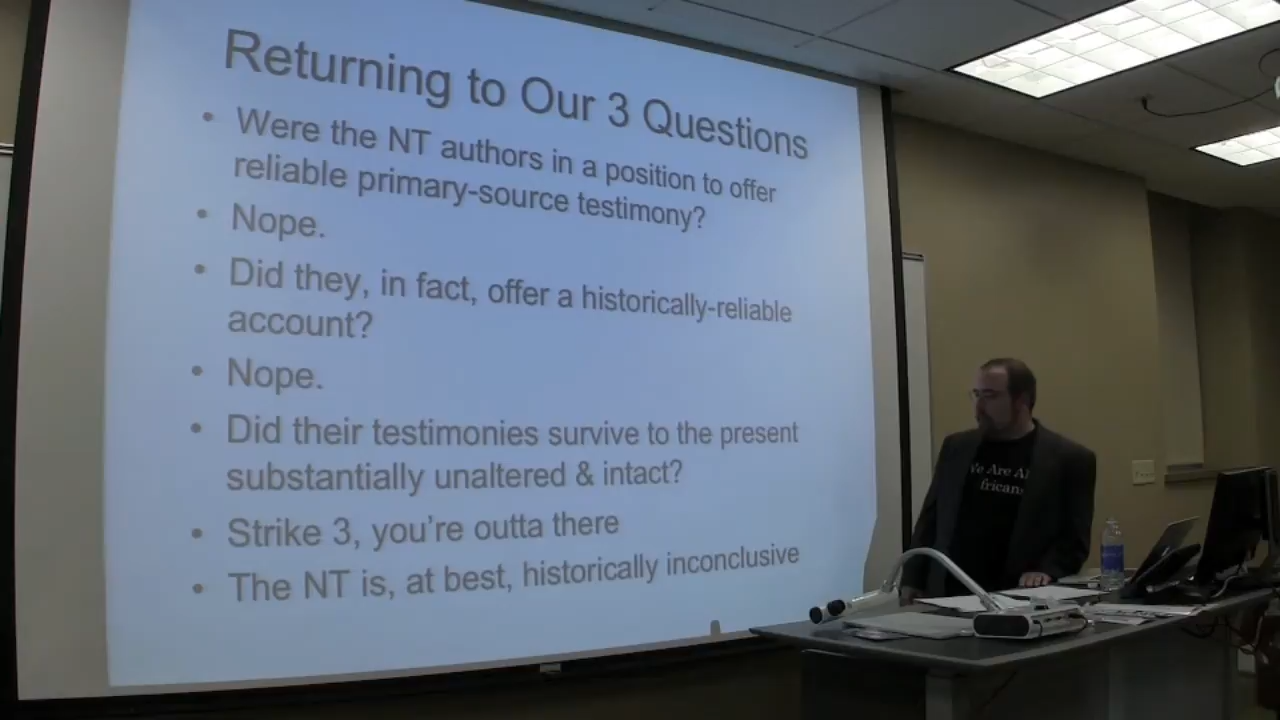 Returning to Our 3 Questions
• Were the NT authors in a position to offer
reliable primary-source testimony?
• Nope.
• Did they, in fact, offer a historically-reliable
account?
• Nope.
• Did their testimonies survive to the present
substantially unaltered & intact?
• Strike 3, you're outta there
• The NT is, at best, historically inconclusive
Are